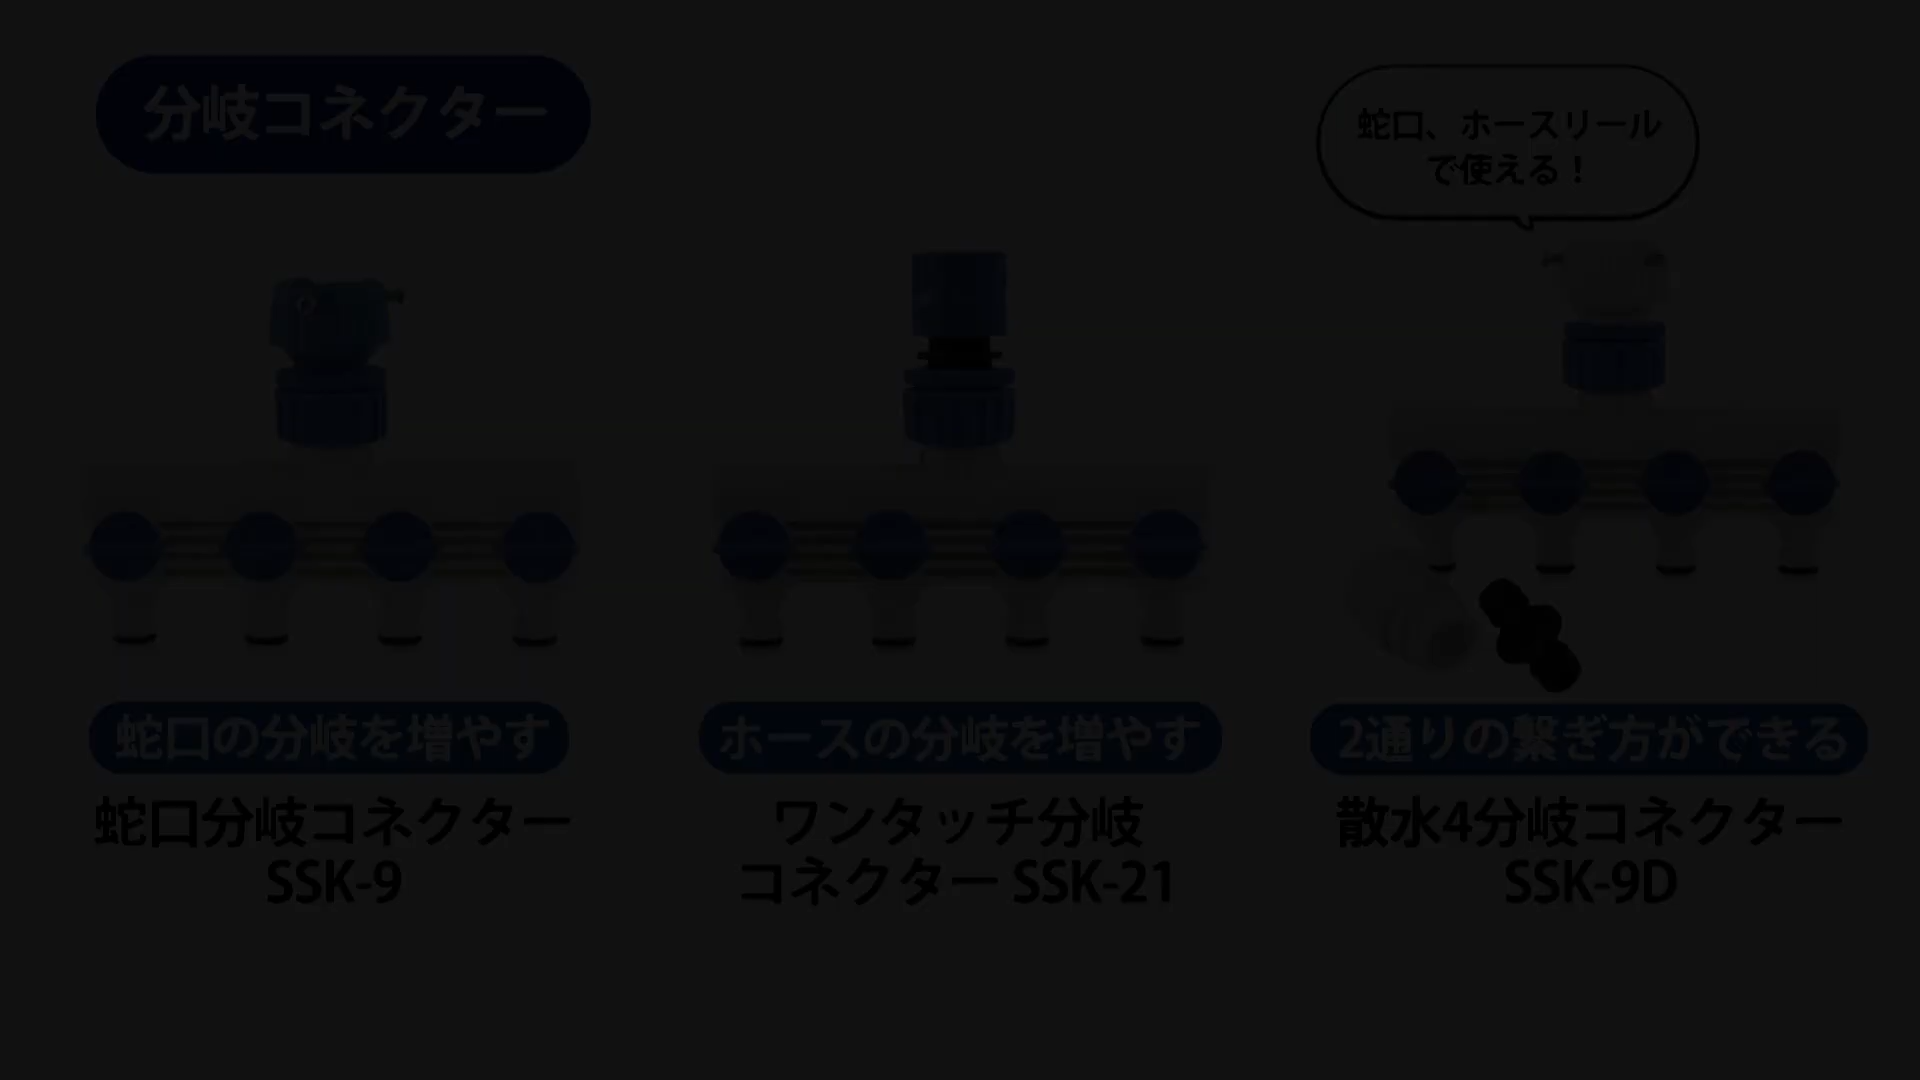 分岐コネクター
蛇口、ホースリール
で使える！
蛇口の分岐を増やす
蛇口分岐コネクター
SSK-9
ホースの分岐を増やす
ワンタッチ分岐
コネクター SSK-21
2通りの繋ぎ方ができる
散水4分岐コネクター
SSK-9D